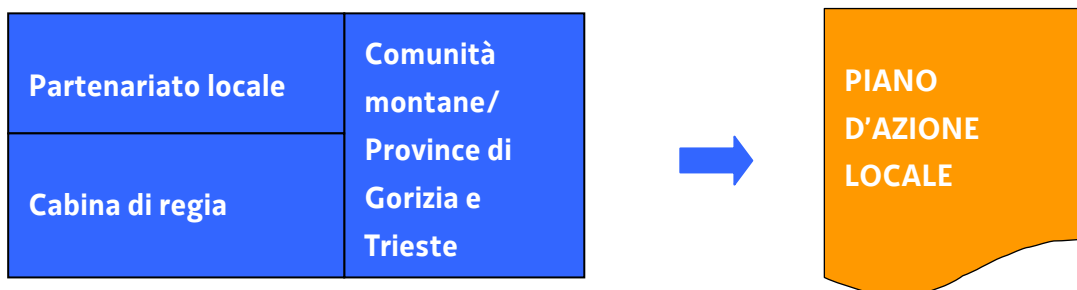 Partenariato locale
Cabina di regia
Comunità
montane/
Province di
Gorizia e
Trieste
PIANO
D'AZIONE
LOCALE